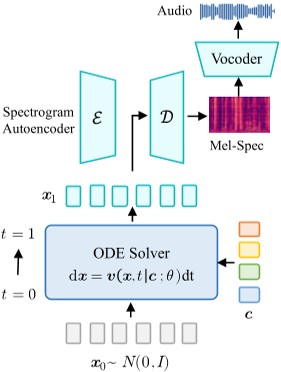 Audio
Vocoder
Spectrogram
Autoencoder
ℰ
𝒟
Mel-Spec
x₁
t = 1
t = 0
ODE Solver
dx = v(x.t|c;θ)dt
c
x₀ ~ N(0,I)